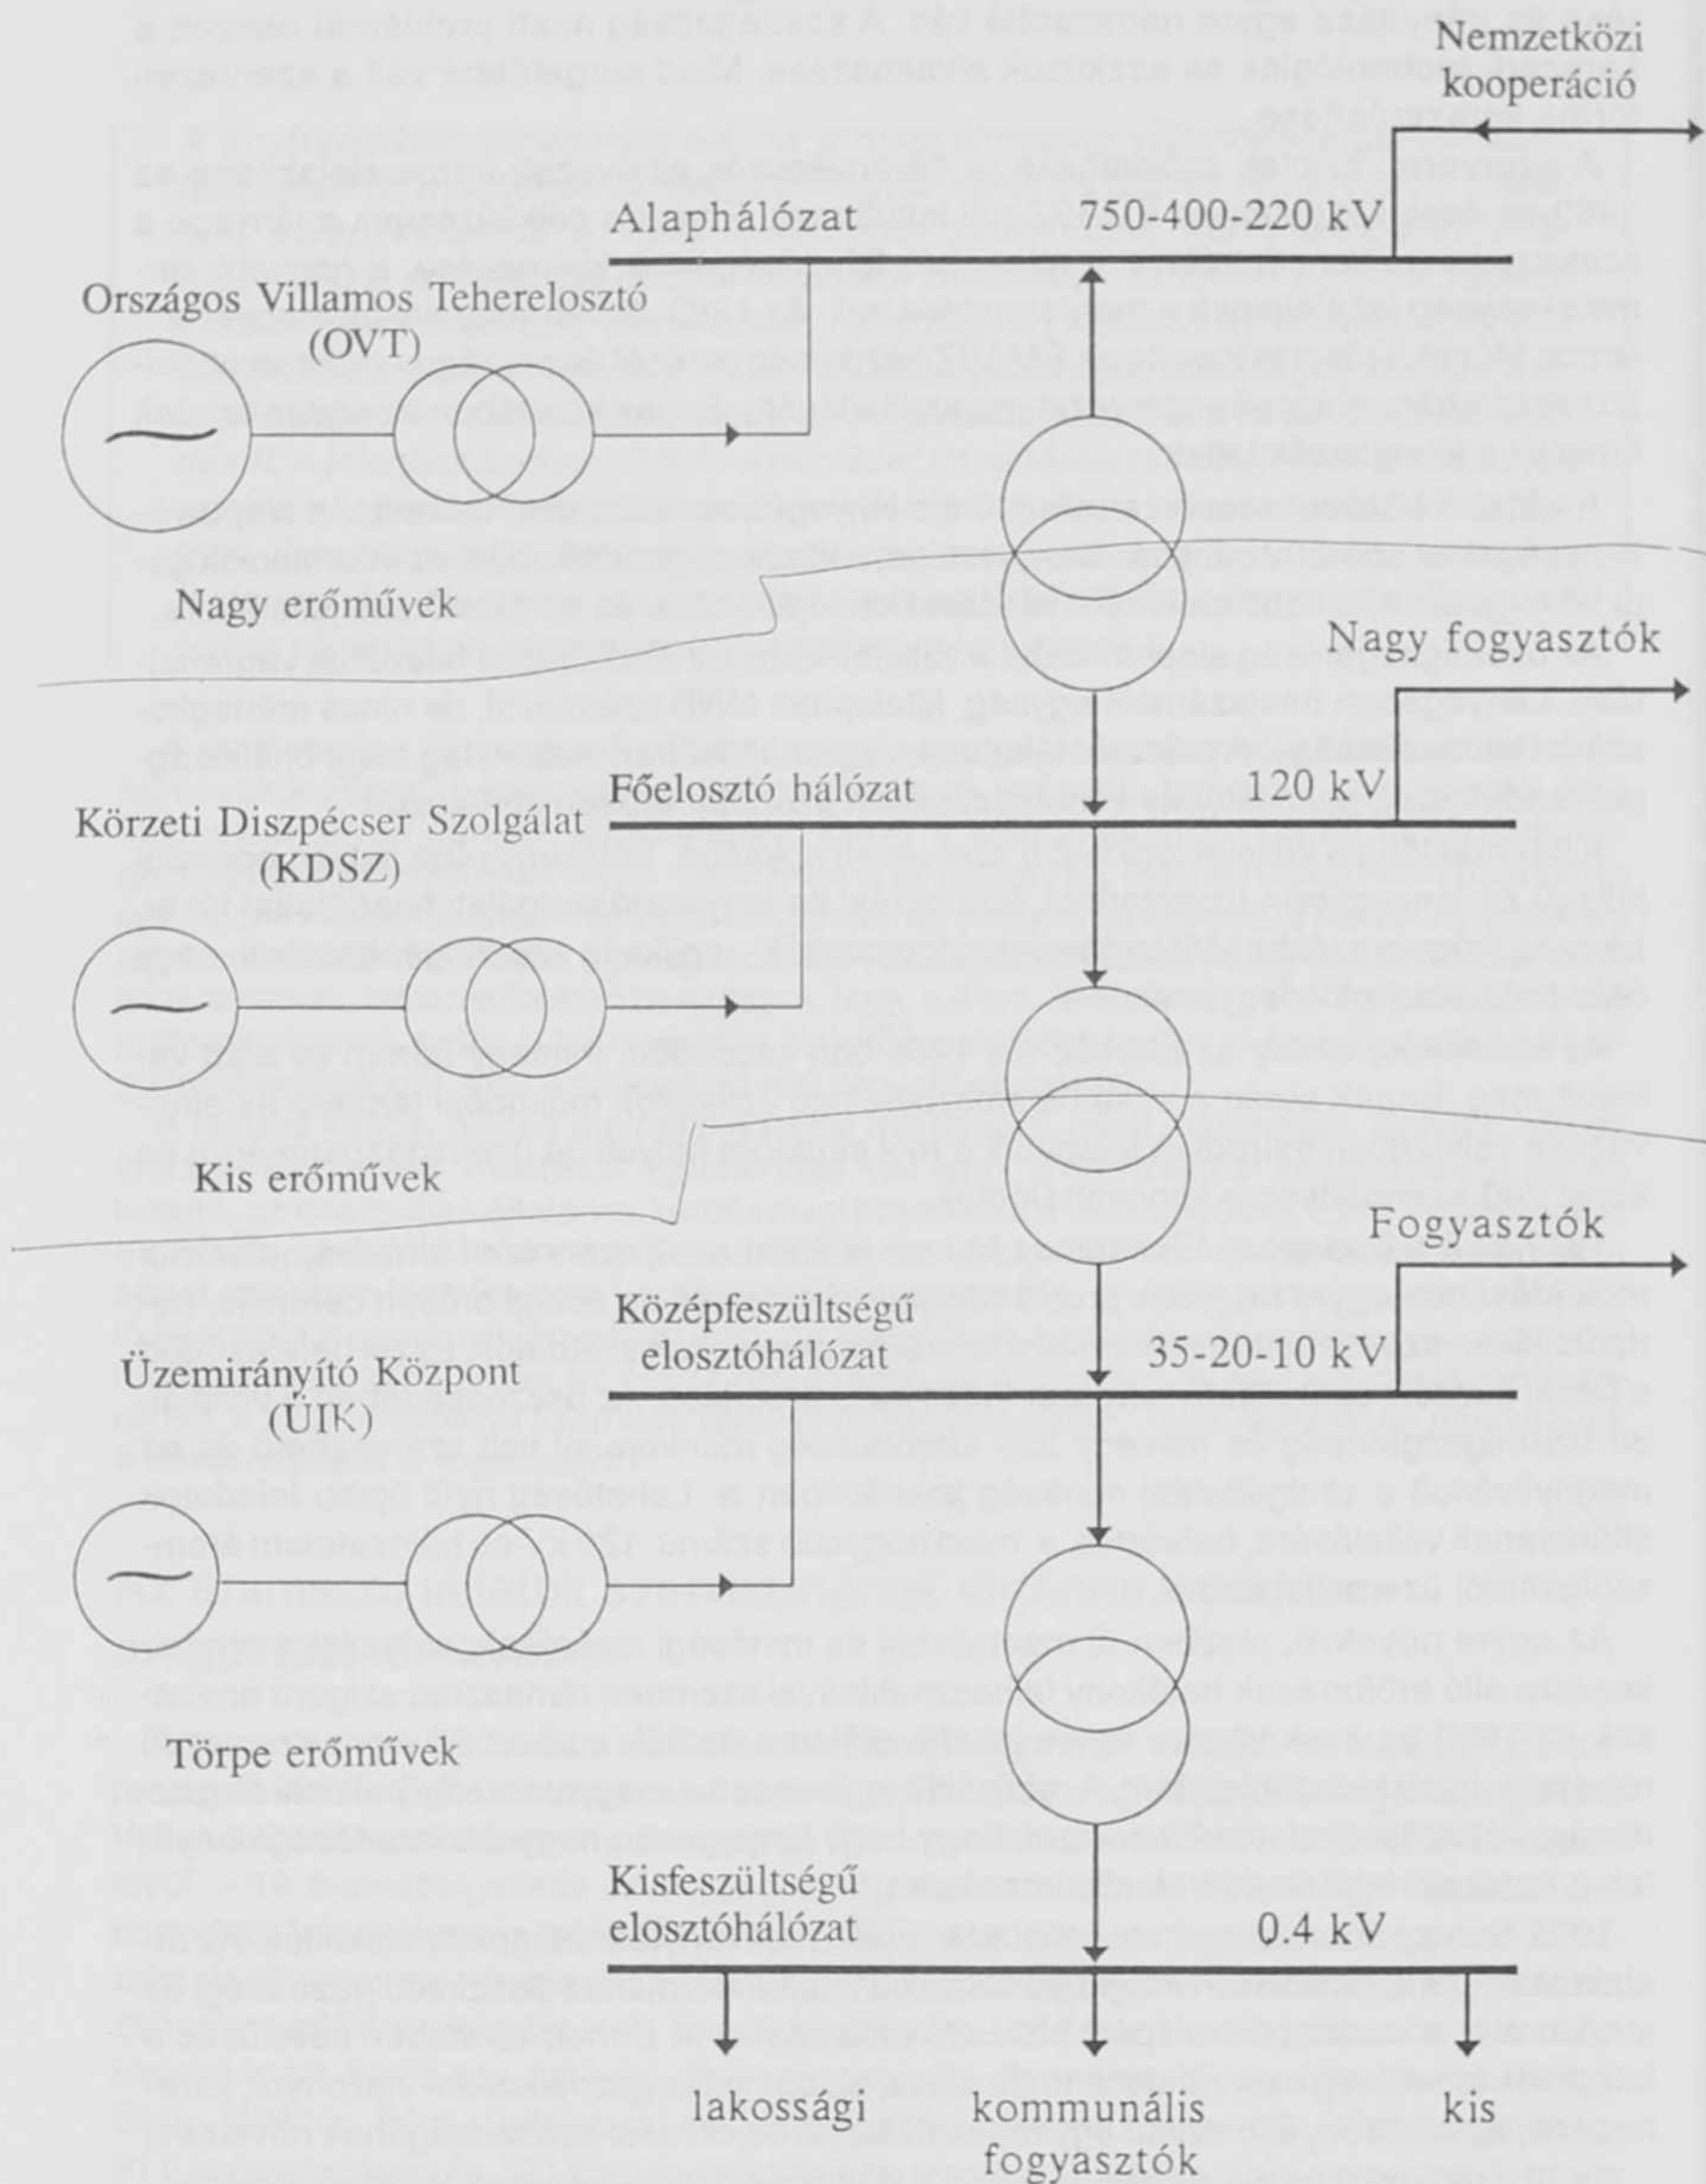 Nemzetközi
kooperáció
Alaphálózat 750-400-220 kV
Országos Villamos Teherelosztó
(OVT)
Nagy erőművek
Nagy fogyasztók
Főelosztó hálózat 120 kV
Körzeti Diszpécser Szolgálat
(KDSZ)
Kis erőművek
Fogyasztók
Középfeszültségű
elosztóhálózat 35-20-10 kV
Üzemirányító Központ
(ÜIK)
Törpe erőművek
Kisfeszültségű
elosztóhálózat 0.4 kV
lakossági kommunális kis
fogyasztók